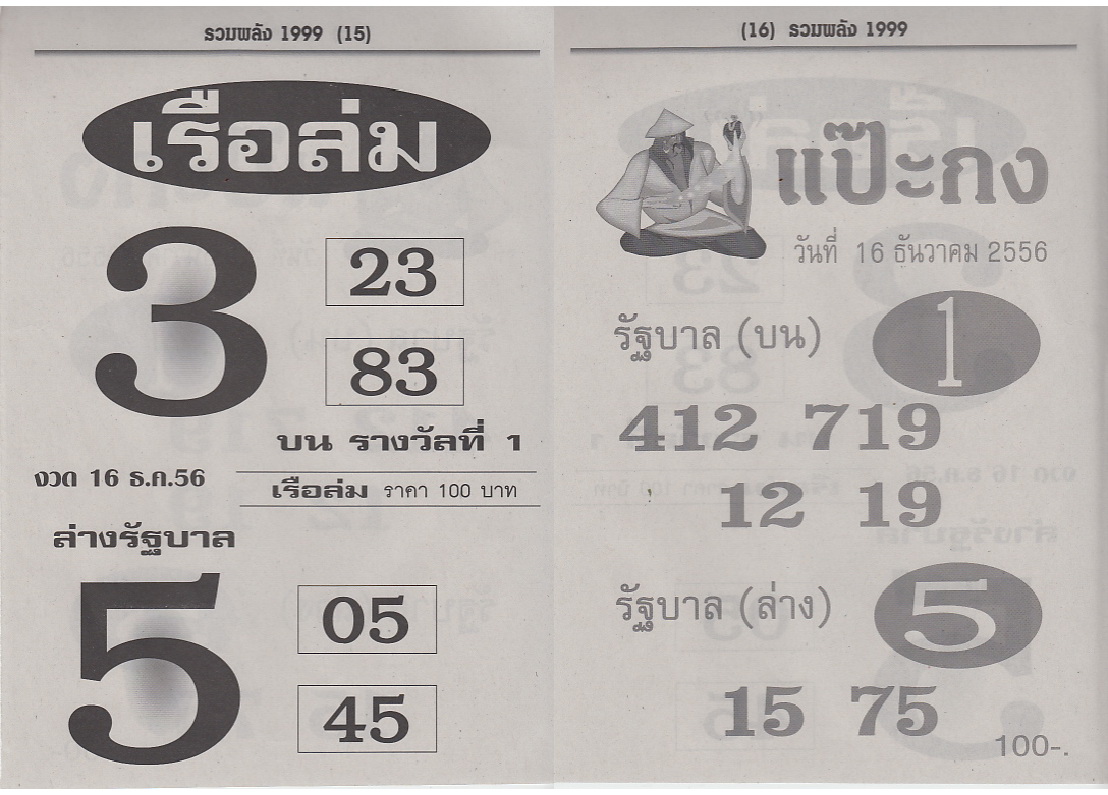 รวมพลัง 1999 (15)
เรือล่ม
3
23
83
บน รางวัลที่ 1
งวด 16 ธ.ค.56
เรือล่ม ราคา 100 บาท
ล่างรัฐบาล
5
05
45
(16) รวมพลัง 1999
แป๊ะกง
วันที่ 16 ธันวาคม 2556
รัฐบาล (บน)
1
412 719
12 19
รัฐบาล (ล่าง)
5
15 75
100-.